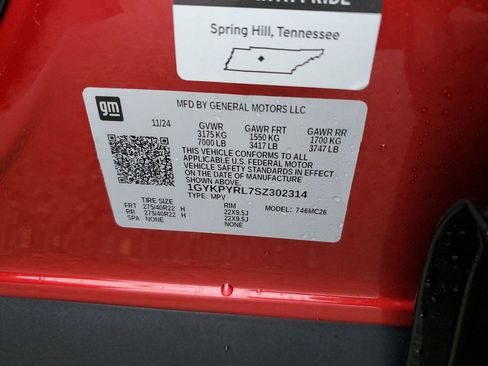 Spring Hill, Tennessee
gm
MFD BY GENERAL MOTORS LLC
11/24 GVWR GAWR FRT GAWR RR
3175 KG 1550 KG 1700 KG
7000 LB 3417 LB 3747 LB
THIS VEHICLE CONFORMS TO ALL
APPLICABLE U.S. FEDERAL MOTOR
VEHICLE SAFETY STANDARDS IN EFFECT
ON THE DATE OF MANUFACTURE
SHOWN ABOVE.
1GYKPYRL7SZ302314
TYPE: MPV MODEL: 746MC26
TIRE SIZE RIM
FRT 275/40R22 H 22X9.5J
RR 275/40R22 H 22X9.5J
SPA NONE NONE